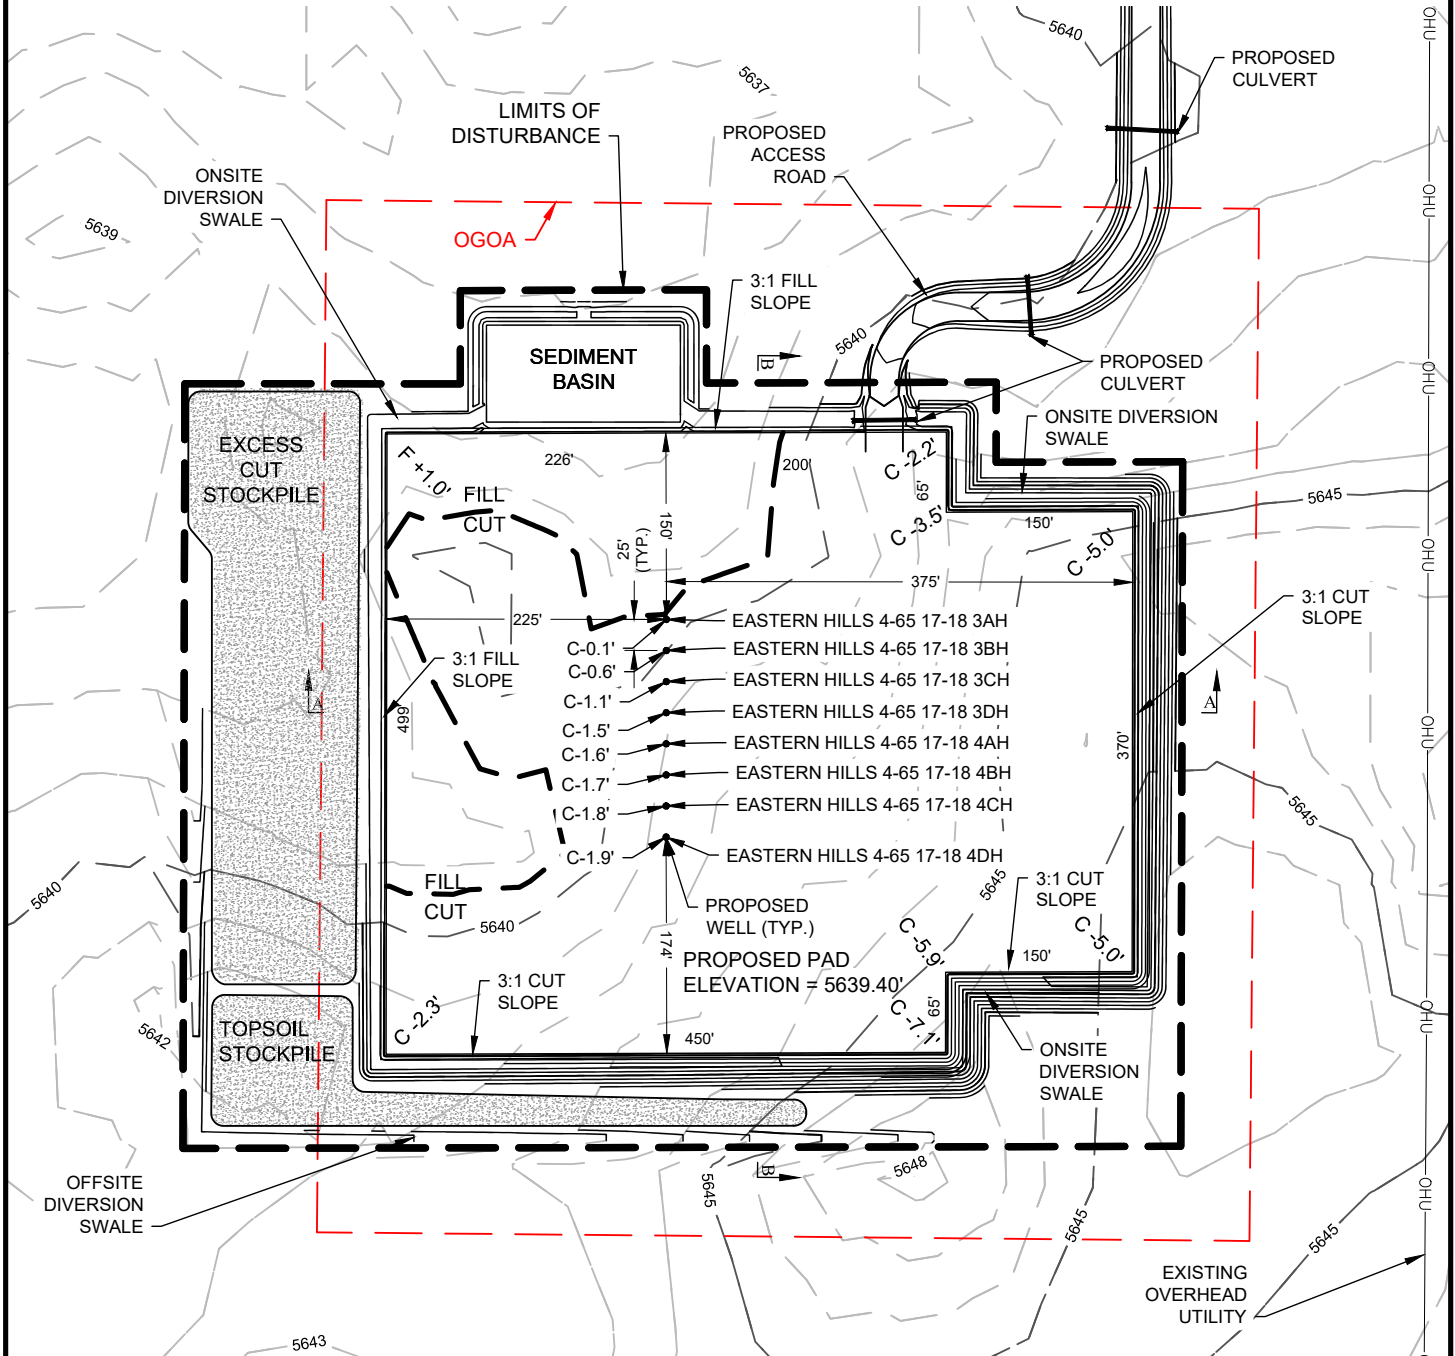 OHU
5640
PROPOSED
CULVERT
5637
LIMITS OF
DISTURBANCE
PROPOSED
ACCESS
ROAD
ONSITE
DIVERSION
SWALE
OHU
5639
OGOA
3:1 FILL
SLOPE
5640
SEDIMENT
BASIN
B
PROPOSED
CULVERT
OHU
ONSITE DIVERSION
SWALE
EXCESS
CUT
STOCKPILE
F +1.0'
226'
200'
C -2.2'
65'
FILL
CUT
5645
C -3.5'
150'
C -5.0'
150'
25'
(TYP.)
OHU
375'
3:1 CUT
SLOPE
225'
EASTERN HILLS 4-65 17-18 3AH
C-0.1'
EASTERN HILLS 4-65 17-18 3BH
C-0.6'
3:1 FILL
SLOPE
EASTERN HILLS 4-65 17-18 3CH
C-1.1'
A
A
499'
EASTERN HILLS 4-65 17-18 3DH
C-1.5'
EASTERN HILLS 4-65 17-18 4AH
C-1.6'
370'
OHU
EASTERN HILLS 4-65 17-18 4BH
C-1.7'
EASTERN HILLS 4-65 17-18 4CH
C-1.8'
5645
EASTERN HILLS 4-65 17-18 4DH
C-1.9'
FILL
CUT
5640
5640
5645
3:1 CUT
SLOPE
PROPOSED
WELL (TYP.)
174'
C -5.9'
150'
C -5.0'
PROPOSED PAD
ELEVATION = 5639.40'
3:1 CUT
SLOPE
C -2.3'
65'
C -7.1'
OHU
5642
TOPSOIL
STOCKPILE
450'
ONSITE
DIVERSION
SWALE
B
5648
5645
5645
OHU
5645
OFFSITE
DIVERSION
SWALE
EXISTING
OVERHEAD
UTILITY
5643